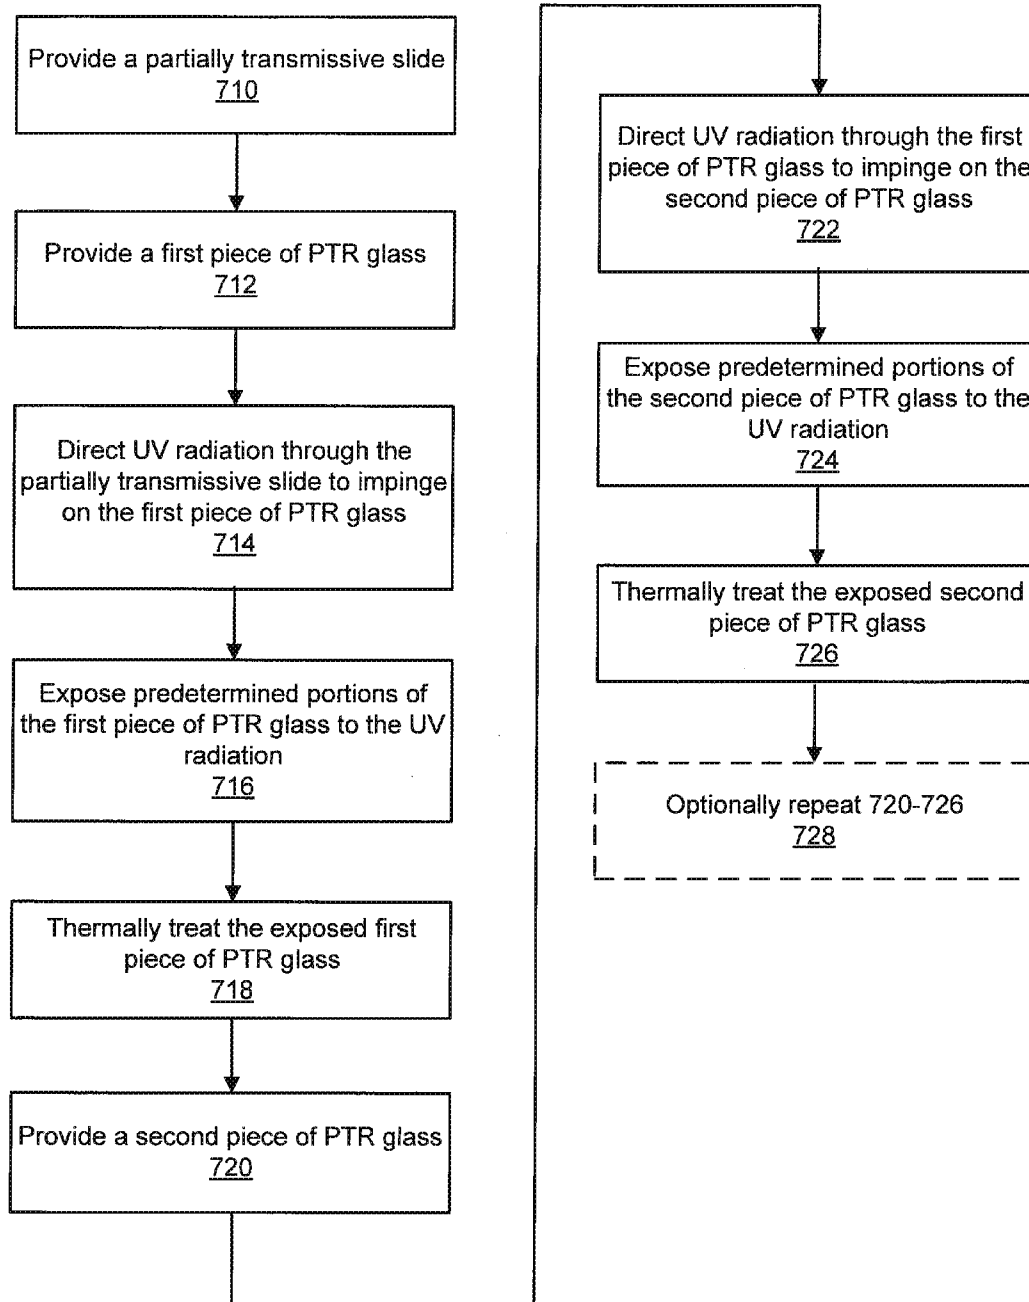 Provide a partially transmissive slide
710
Provide a first piece of PTR glass
712
Direct UV radiation through the
partially transmissive slide to impinge
on the first piece of PTR glass
714
Expose predetermined portions of
the first piece of PTR glass to the UV
radiation
716
Thermally treat the exposed first
piece of PTR glass
718
Provide a second piece of PTR glass
720
Direct UV radiation through the first
piece of PTR glass to impinge on the
second piece of PTR glass
722
Expose predetermined portions of
the second piece of PTR glass to the
UV radiation
724
Thermally treat the exposed second
piece of PTR glass
726
Optionally repeat 720-726
728